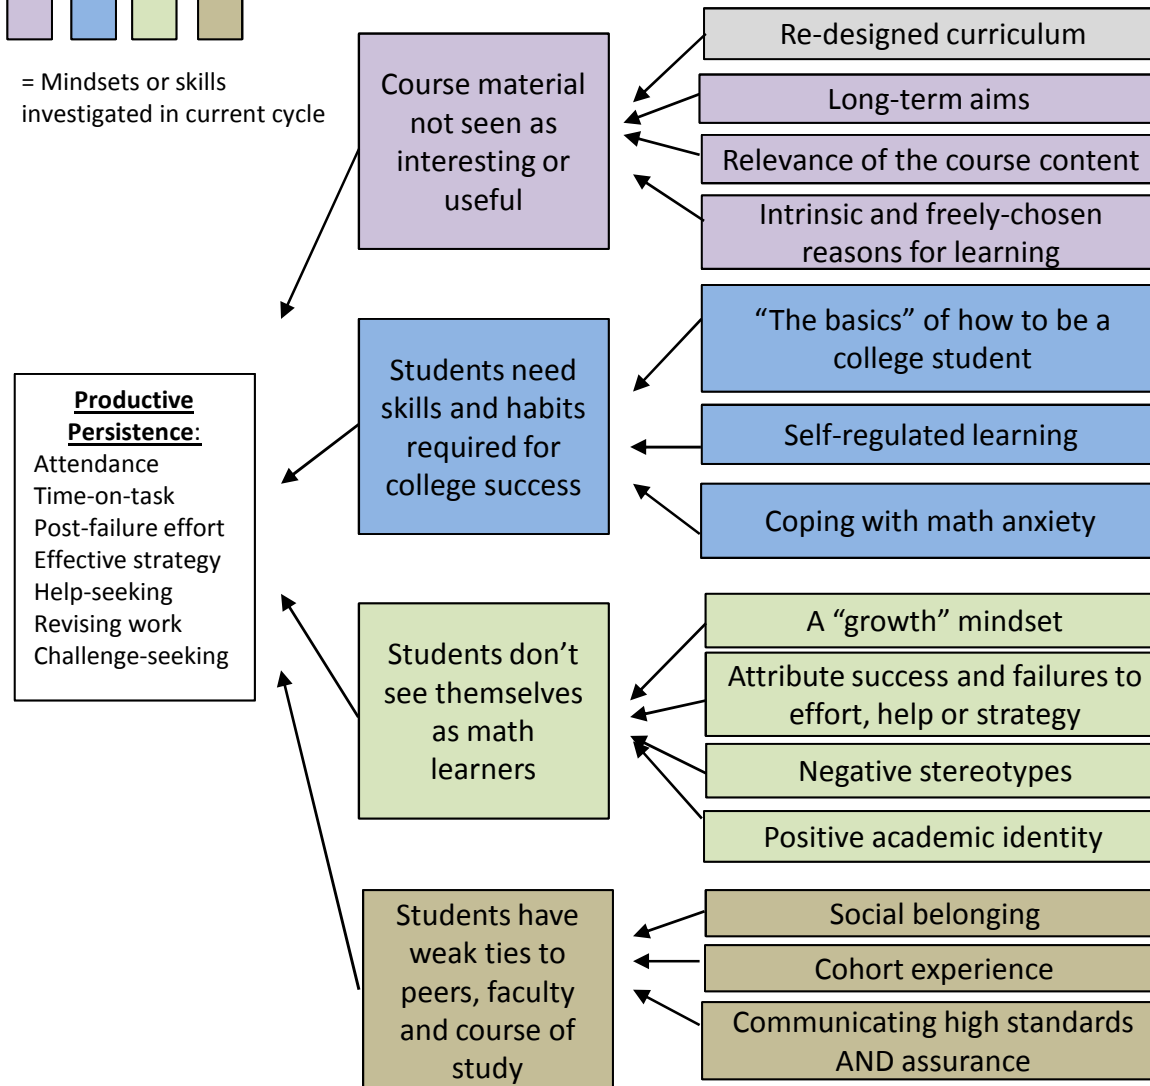 = Mindsets or skills
investigated in current cycle
Course material
not seen as
interesting or
useful
Re-designed curriculum
Long-term aims
Relevance of the course content
Intrinsic and freely-chosen
reasons for learning
Students need
skills and habits
required for
college success
“The basics” of how to be a
college student
Self-regulated learning
Coping with math anxiety
Productive
Persistence:
Attendance
Time-on-task
Post-failure effort
Effective strategy
Help-seeking
Revising work
Challenge-seeking
Students don’t
see themselves
as math
learners
A “growth” mindset
Attribute success and failures to
effort, help or strategy
Negative stereotypes
Positive academic identity
Students have
weak ties to
peers, faculty
and course of
study
Social belonging
Cohort experience
Communicating high standards
AND assurance